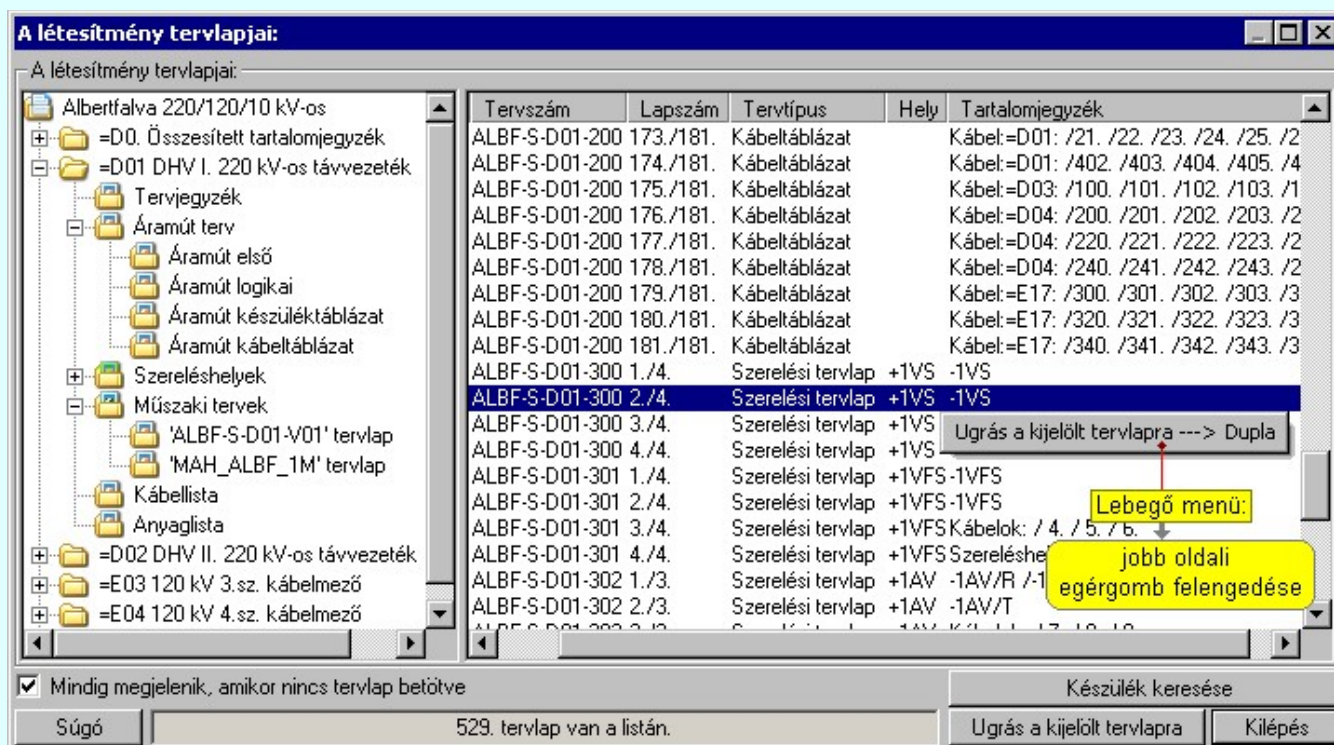 A létesítmény tervlapjai:
A létesítmény tervlapjai:
Albertfalva 220/120/10 kV-os
=D0. Összesített tartalomjegyzék
=D01 DHV I. 220 kV-os távvezeték
Tervjegyzék
Áramút terv
Áramút első
Áramút logikai
Áramút készüléktáblázat
Áramút kábeltáblázat
Szereléshelyek
Műszaki tervek
'ALBF-S-D01-V01' tervlap
'MAH_ALBF_1M' tervlap
Kábellista
Anyaglista
=D02 DHV II. 220 kV-os távvezeték
=E03 120 kV 3.sz. kábelmező
=E04 120 kV 4.sz. kábelmező
Tervszám Lapszám Tervtípus Hely Tartalomjegyzék
ALBF-S-D01-200 173./181. Kábeltáblázat Kábel:=D01: /21. /22. /23. /24. /25. /2
ALBF-S-D01-200 174./181. Kábeltáblázat Kábel:=D01: /402. /403. /404. /405. /4
ALBF-S-D01-200 175./181. Kábeltáblázat Kábel:=D03: /100. /101. /102. /103. /1
ALBF-S-D01-200 176./181. Kábeltáblázat Kábel:=D04: /200. /201. /202. /203. /2
ALBF-S-D01-200 177./181. Kábeltáblázat Kábel:=D04: /220. /221. /222. /223. /2
ALBF-S-D01-200 178./181. Kábeltáblázat Kábel:=D04: /240. /241. /242. /243. /2
ALBF-S-D01-200 179./181. Kábeltáblázat Kábel:=E17: /300. /301. /302. /303. /3
ALBF-S-D01-200 180./181. Kábeltáblázat Kábel:=E17: /320. /321. /322. /323. /3
ALBF-S-D01-200 181./181. Kábeltáblázat Kábel:=E17: /340. /341. /342. /343. /3
ALBF-S-D01-300 1./4. Szerelési tervlap +1VS -1VS
ALBF-S-D01-300 2./4. Szerelési tervlap +1VS -1VS
ALBF-S-D01-300 3./4. Szerelési tervlap +1VS
ALBF-S-D01-300 4./4. Szerelési tervlap +1VS
Ugrás a kijelölt tervlapra ---> Dupla
ALBF-S-D01-301 1./4. Szerelési tervlap +1VFS -1VFS
ALBF-S-D01-301 2./4. Szerelési tervlap +1VFS -1VFS
Lebegő menü:
ALBF-S-D01-301 3./4. Szerelési tervlap +1VFS Kábelok: / 4. / 5. / 6.
ALBF-S-D01-301 4./4. Szerelési tervlap +1VFS Szereléshe
jobb oldali
egérgomb felengedése
ALBF-S-D01-302 1./3. Szerelési tervlap +1AV -1AV/R /-1
ALBF-S-D01-302 2./3. Szerelési tervlap +1AV -1AV/T
Mindig megjelenik, amikor nincs tervlap betötve
Készülék keresése
Súgó
529. tervlap van a listán.
Ugrás a kijelölt tervlapra
Kilépés